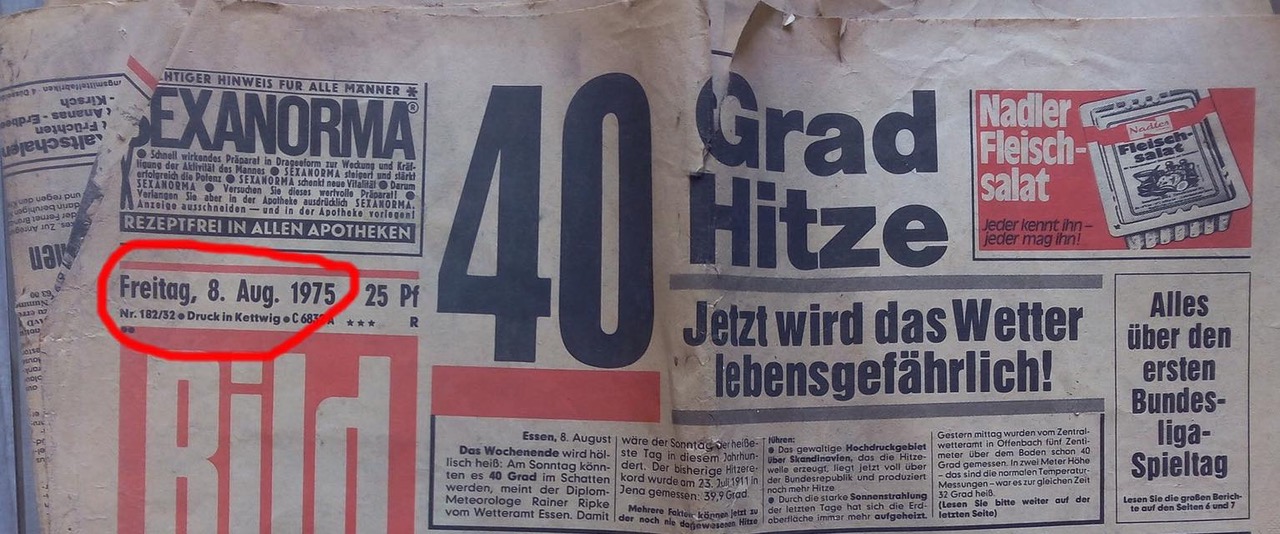 HTIGER HINWEIS FÜR ALLE MÄNNER *
SEXANORMA®
● Schnell wirkendes Präparat in Drageeform zur Weckung und Kräf-
tigung der Aktivität des Mannes ● SEXANORMA steigert und stärkt
erfolgreich die Potenz ● SEXANORMA schenkt neue Vitalität ● Darum
SEXANORMA ● Versuchen Sie dieses wertvolle Präparat! ●
Verlangen Sie aber in der Apotheke ausdrücklich SEXANORMA.
Anzeige ausschneiden — und in der Apotheke vorlegen!
REZEPTFREI IN ALLEN APOTHEKEN
Freitag, 8. Aug. 1975 25 Pf
Nr. 182/32 ● Druck in Kettwig ● C 6839 A *** R
Bild
40 Grad
Hitze
Jetzt wird das Wetter
lebensgefährlich!
Nadler
Fleisch-
salat
Jeder kennt ihn –
jeder mag ihn!
Nadler
Fleisch-
salat
Alles
über den
ersten
Bundes-
liga-
Spieltag
Lesen Sie die großen Berich-
te auf den Seiten 6 und 7
Essen, 8. August
Das Wochenende wird höl-
lisch heiß: Am Sonntag könn-
ten es 40 Grad im Schatten
werden, meint der Diplom-
Meteorologe Rainer Ripke
vom Wetteramt Essen. Damit
wäre der Sonntag der heiße-
ste Tag in diesem Jahrhun-
dert. Der bisherige Hitzere-
kord wurde am 23. Juli 1911 in
Jena gemessen: 39,9 Grad.
Mehrere Fakten können jetzt zu
der noch nie dagewesenen Hitze
führen:
● Das gewaltige Hochdruckgebiet
über Skandinavien, das die Hitze-
welle erzeugt, liegt jetzt voll über
der Bundesrepublik und produziert
noch mehr Hitze
● Durch die starke Sonnenstrahlung
der letzten Tage hat sich die Erd-
oberfläche immer mehr aufgeheizt.
Gestern mittag wurden vom Zentral-
wetteramt in Offenbach fünf Zenti-
meter über dem Boden schon 40
Grad gemessen. In zwei Meter Höhe
- das sind die normalen Temperatur-
Messungen – war es zur gleichen Zeit
32 Grad heiß.
(Lesen Sie bitte weiter auf der
letzten Seite)
altschalen
Früchten
Ananas - Erdbee
- Kirsch